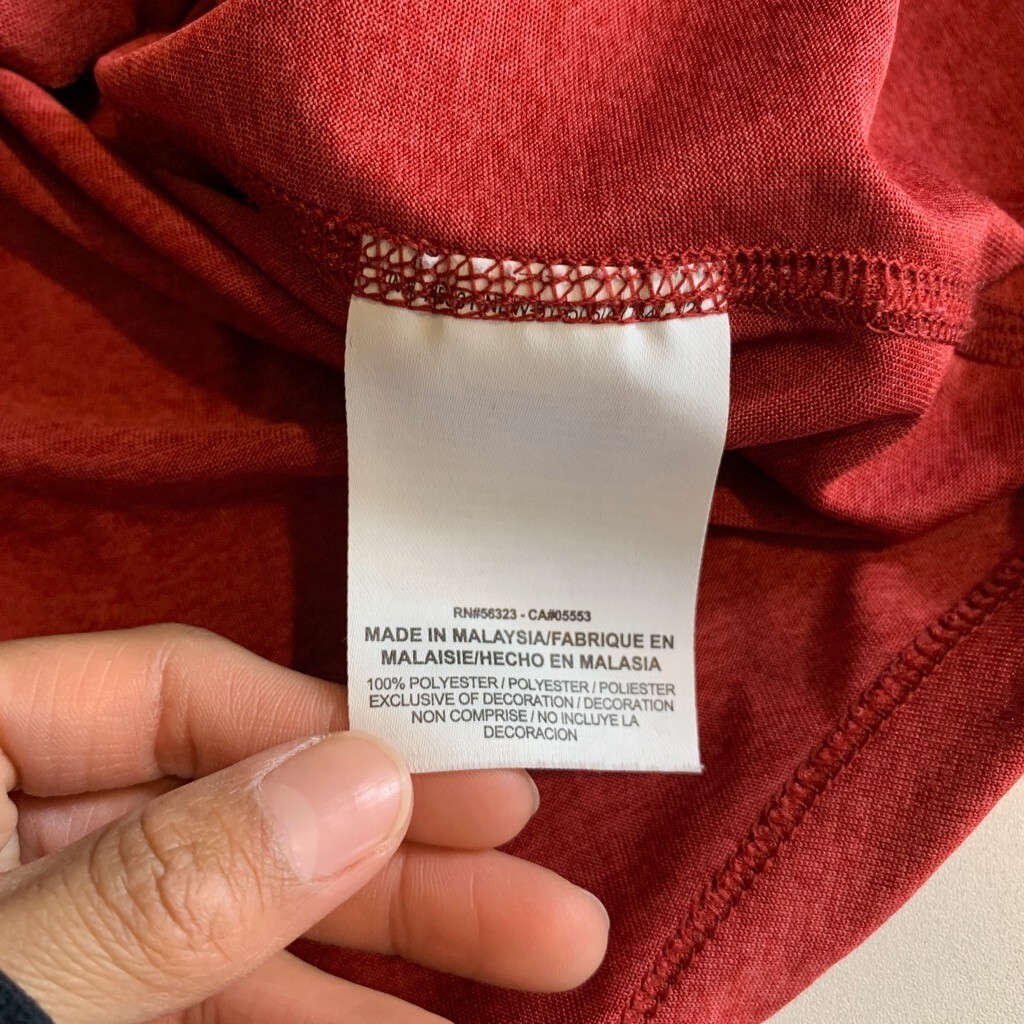 RN#56323 - CA#05553
MADE IN MALAYSIA/FABRIQUE EN
MALAISIE/HECHO EN MALASIA
100% POLYESTER / POLYESTER / POLIESTER
EXCLUSIVE OF DECORATION / DECORATION
NON COMPRISE / NO INCLUYE LA
DECORACION